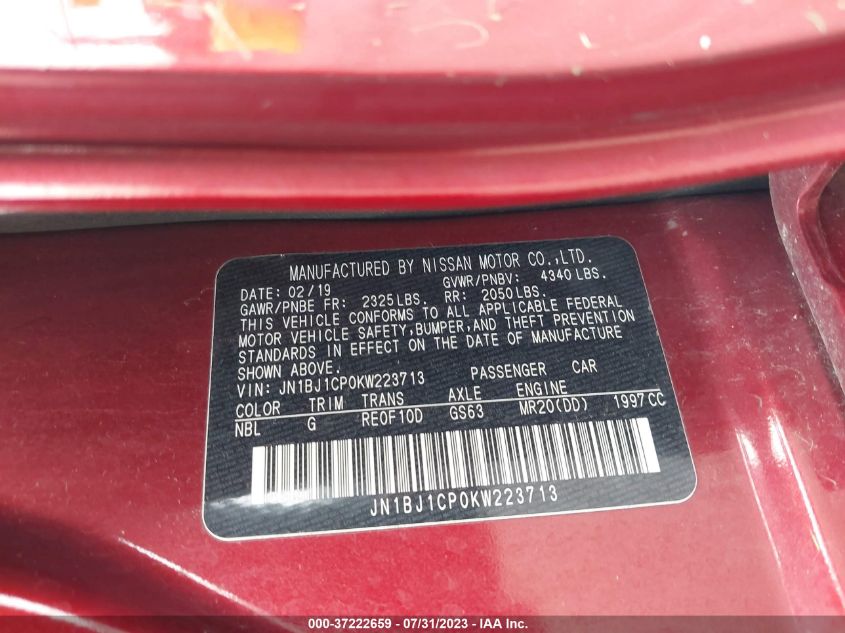 MANUFACTURED BY NISSAN MOTOR CO.,LTD.
DATE: 02/19 GVWR/PNBV: 4340 LBS.
GAWR/PNBE FR: 2325 LBS. RR: 2050 LBS.
THIS VEHICLE CONFORMS TO ALL APPLICABLE FEDERAL
MOTOR VEHICLE SAFETY,BUMPER,AND THEFT PREVENTION
STANDARDS IN EFFECT ON THE DATE OF MANUFACTURE
SHOWN ABOVE.
VIN: JN1BJ1CP0KW223713 PASSENGER CAR
COLOR TRIM TRANS AXLE ENGINE
NBL G RE0F10D GS63 MR20(DD) 1997CC
JN1BJ1CP0KW223713
000-37222659 - 07/31/2023 - IAA, Inc.